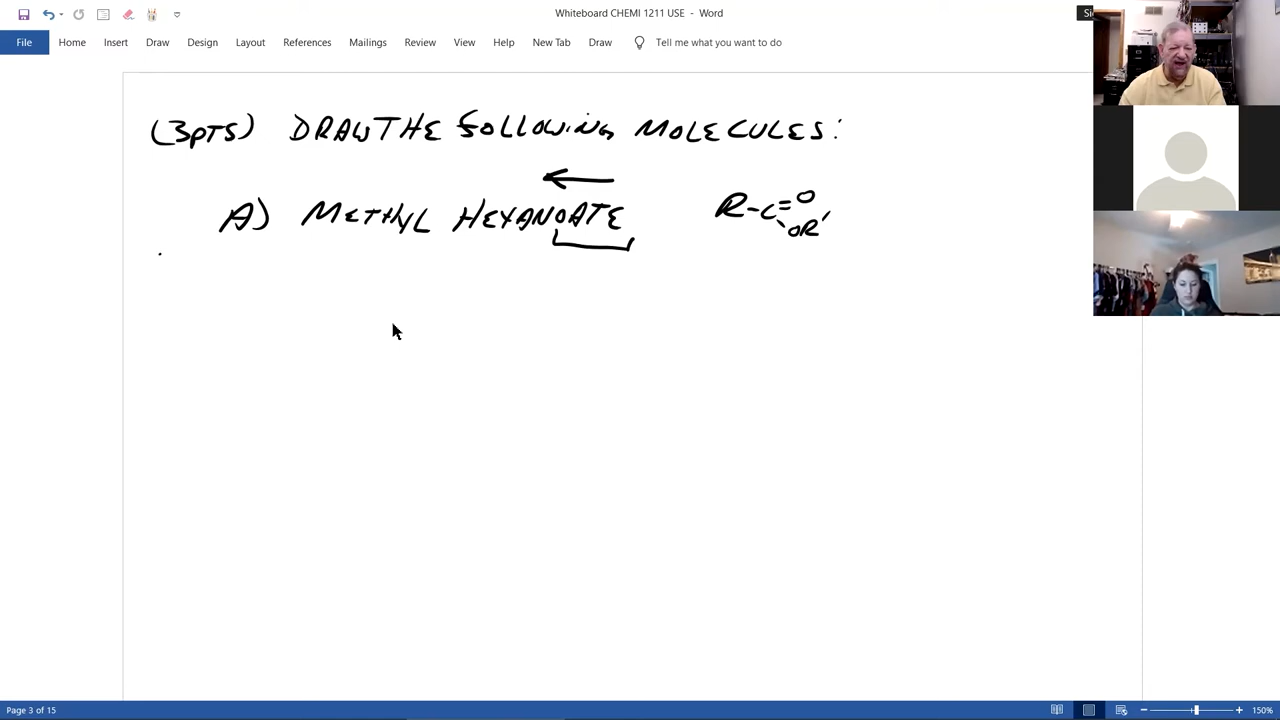 Whiteboard CHEMI 1211 USE - Word
Si
File Home Insert Draw Design Layout References Mailings Review View Help New Tab Draw Tell me what you want to do
(3PTS) DRAW THE FOLLOWING MOLECULES:
A) METHYL HEXANOATE R-C=O
OR'
Page 3 of 15
150%